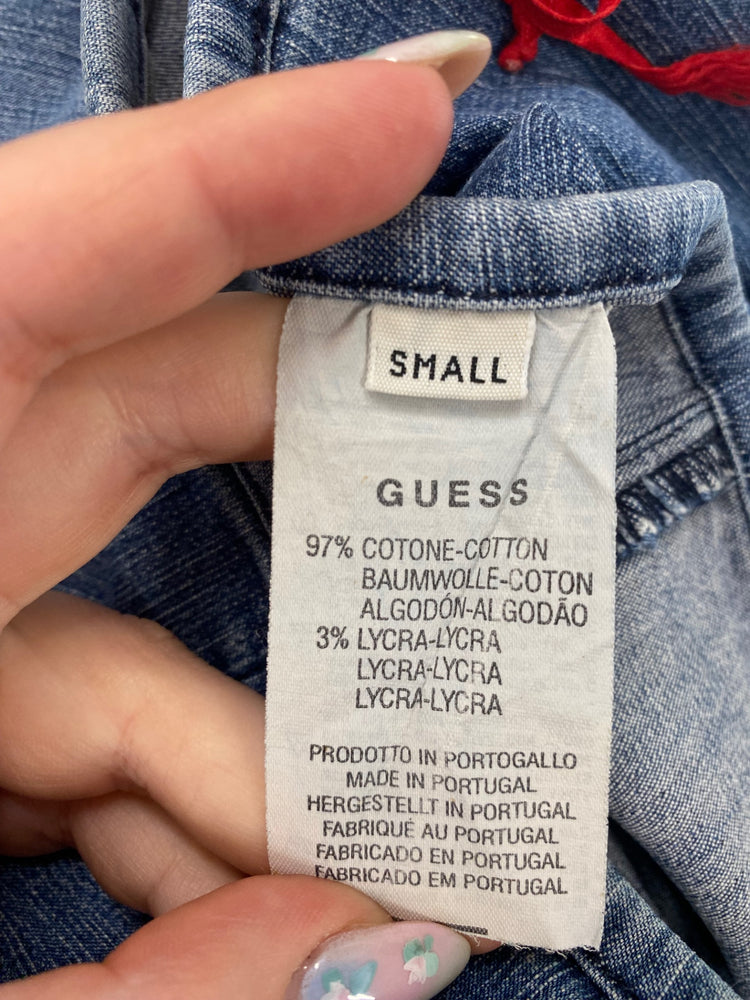 SMALL
GUESS
97% COTONE-COTTON
BAUMWOLLE-COTON
ALGODÓN-ALGODÃO
3% LYCRA-LYCRA
LYCRA-LYCRA
LYCRA-LYCRA
PRODOTTO IN PORTOGALLO
MADE IN PORTUGAL
HERGESTELLT IN PORTUGAL
FABRIQUÉ AU PORTUGAL
FABRICADO EN PORTUGAL
FABRICADO EM PORTUGAL